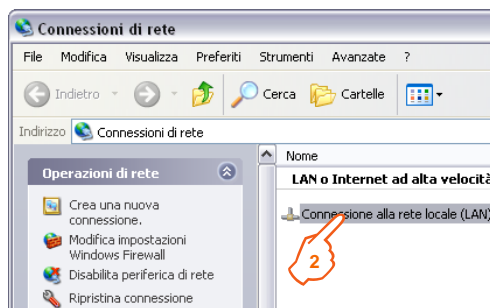 Connessioni di rete
File Modifica Visualizza Preferiti Strumenti Avanzate ?
Indietro Cerca Cartelle
Indirizzo Connessioni di rete
Operazioni di rete
Crea una nuova
connessione.
Modifica impostazioni
Windows Firewall
Disabilita periferica di rete
Ripristina connessione
Nome
LAN o Internet ad alta velocità
Connessione alla rete locale (LAN)
2